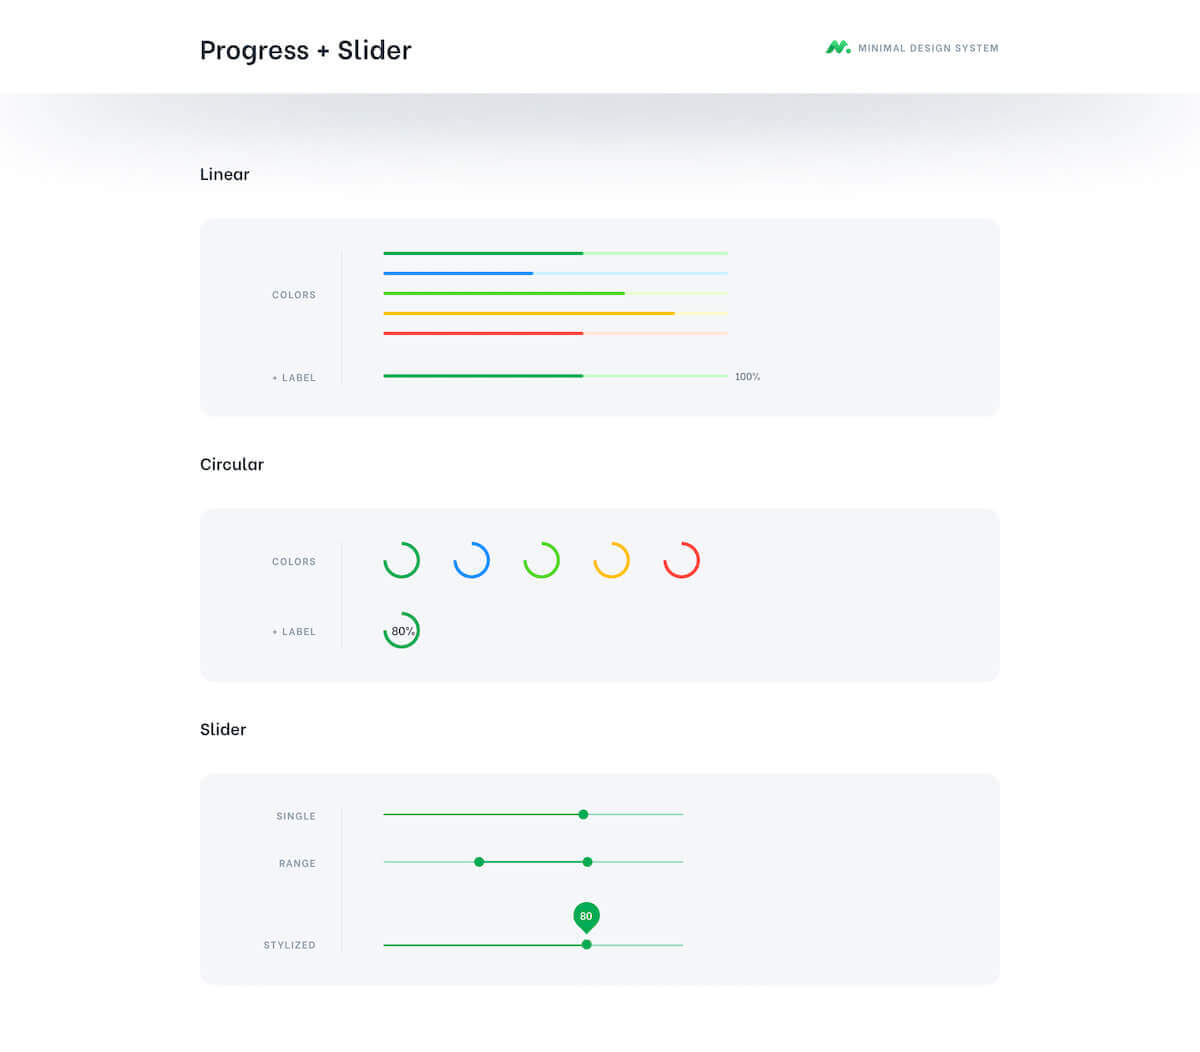 Progress + Slider
MINIMAL DESIGN SYSTEM
Linear
COLORS
+ LABEL
100%
Circular
COLORS
+ LABEL
80%
Slider
SINGLE
RANGE
80
STYLIZED